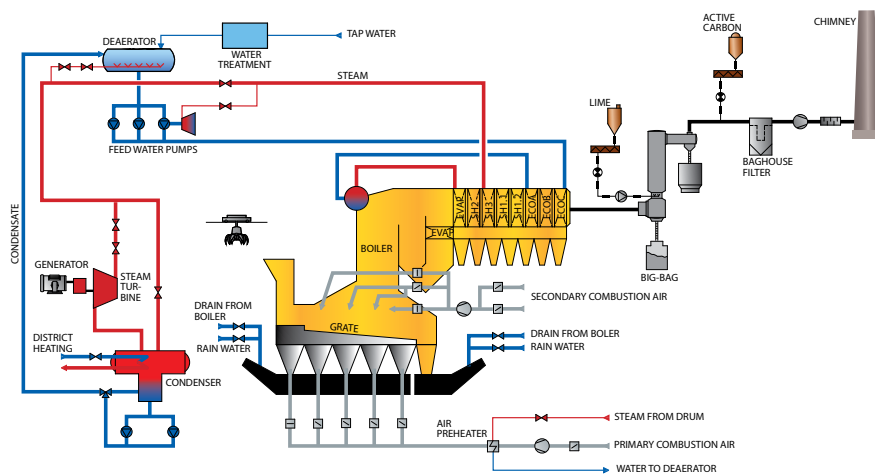 ACTIVE
CARBON
CHIMNEY
DEAERATOR
TAP WATER
WATER
TREATMENT
STEAM
LIME
FEED WATER PUMPS
BAGHOUSE
FILTER
EVAP
SH2
SH3
SH1.1
SH1.2
ECOA
ECOB
ECOC
EVAP
BOILER
CONDENSATE
BIG-BAG
GENERATOR
STEAM
TUR-
BINE
SECONDARY COMBUSTION AIR
DRAIN FROM
BOILER
RAIN WATER
GRATE
DRAIN FROM BOLER
RAIN WATER
DISTRICT
HEATING
CONDENSER
AIR
PREHEATER
STEAM FROM DRUM
PRIMARY COMBUSTION AIR
WATER TO DEAERATOR